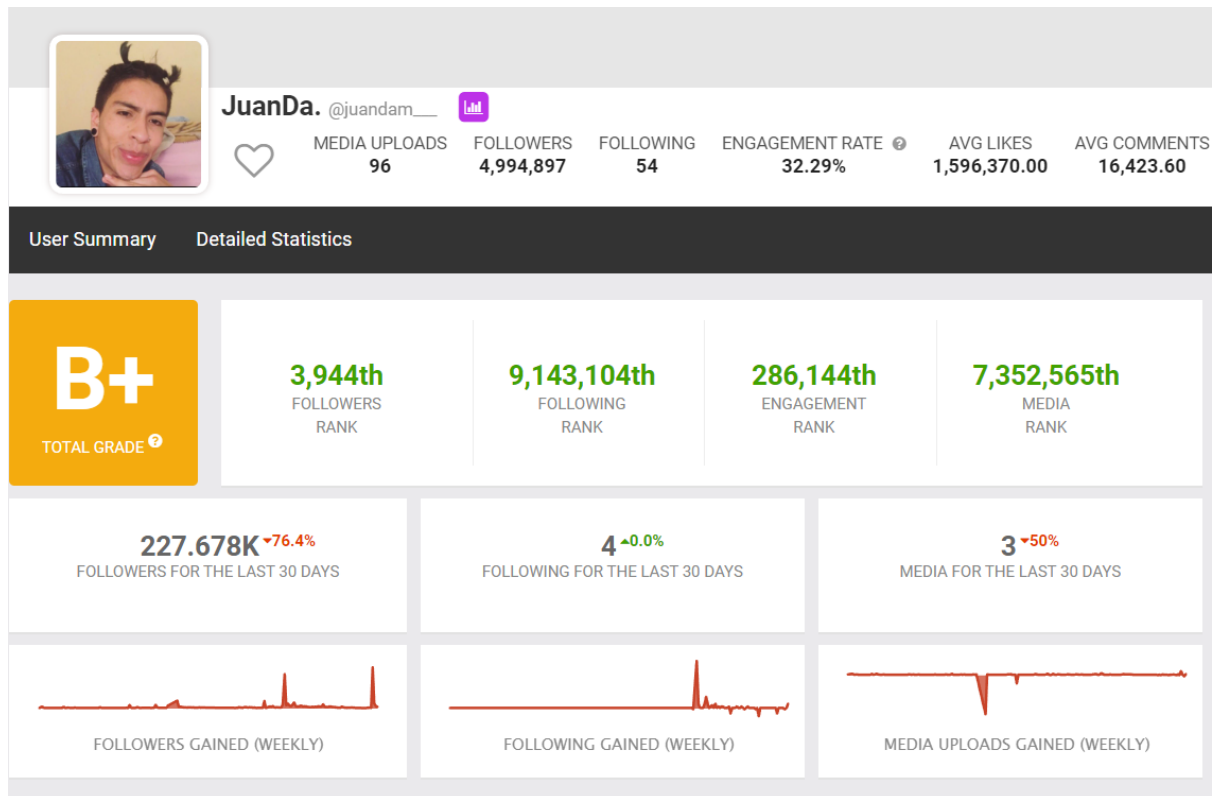 JuanDa. @juandam___
MEDIA UPLOADS FOLLOWERS FOLLOWING ENGAGEMENT RATE ? AVG LIKES AVG COMMENTS
96 4,994,897 54 32.29% 1,596,370.00 16,423.60
User Summary Detailed Statistics
B+
TOTAL GRADE ?
3,944th
FOLLOWERS
RANK
9,143,104th
FOLLOWING
RANK
286,144th
ENGAGEMENT
RANK
7,352,565th
MEDIA
RANK
227.678K 76.4%
FOLLOWERS FOR THE LAST 30 DAYS
4 0.0%
FOLLOWING FOR THE LAST 30 DAYS
3 50%
MEDIA FOR THE LAST 30 DAYS
FOLLOWERS GAINED (WEEKLY)
FOLLOWING GAINED (WEEKLY)
MEDIA UPLOADS GAINED (WEEKLY)